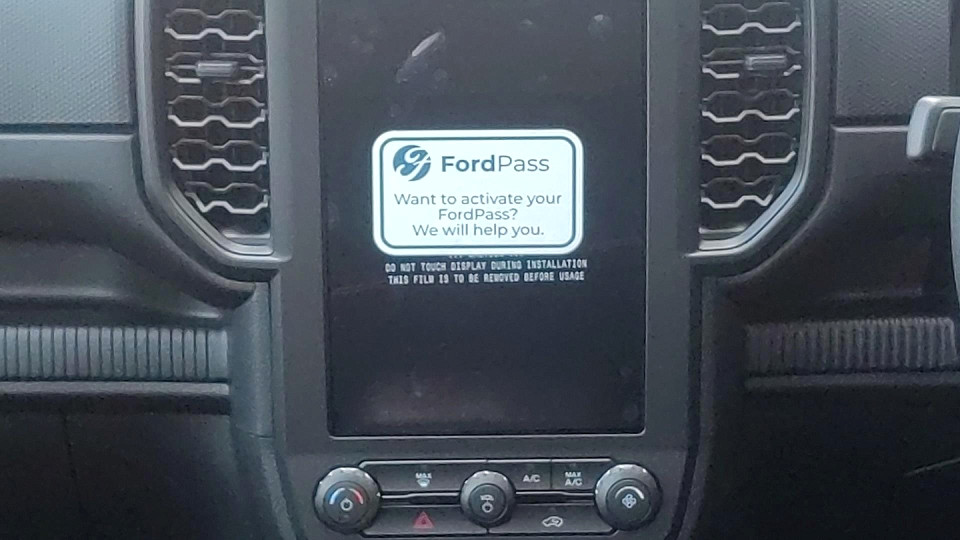 FordPass
Want to activate your
FordPass?
We will help you.
DO NOT TOUCH DISPLAY DURING INSTALLATION
THIS FILM IS TO BE REMOVED BEFORE USAGE
MAX
A/C
MAX
A/C